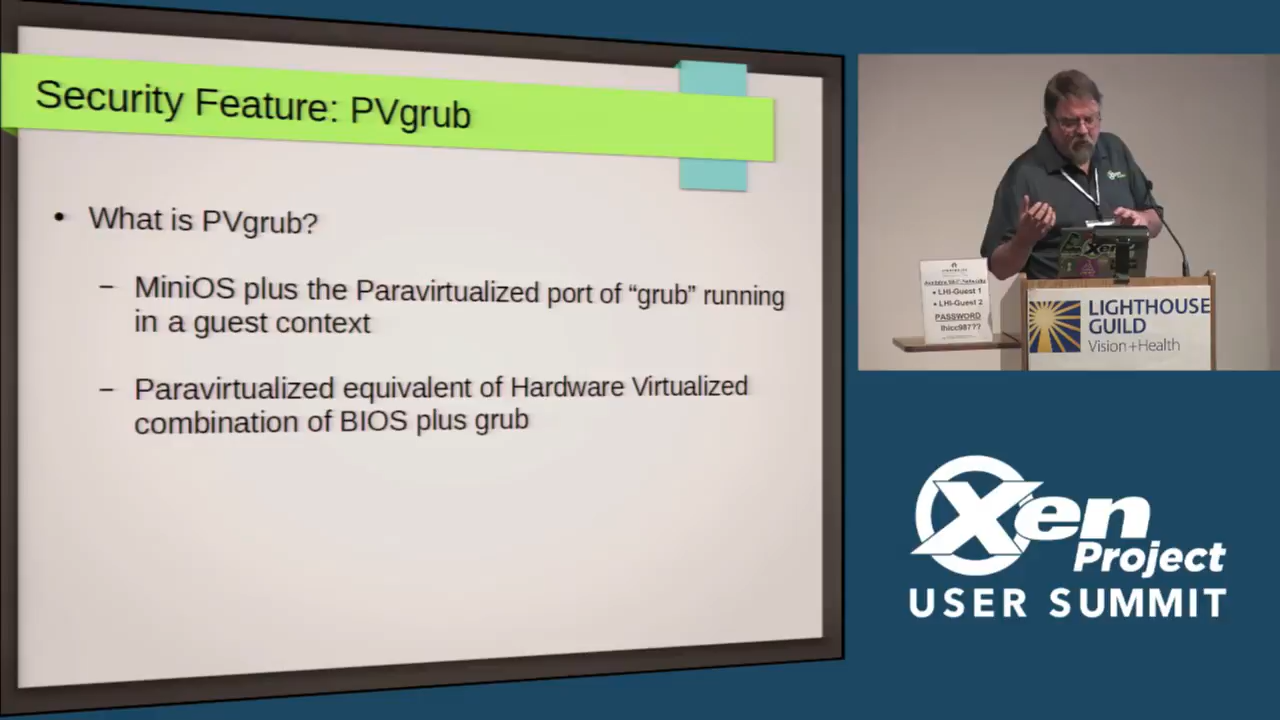 Security Feature: PVgrub
• What is PVgrub?
– MiniOS plus the Paravirtualized port of “grub” running
in a guest context
– Paravirtualized equivalent of Hardware Virtualized
combination of BIOS plus grub
Xen
• LHI-Guest 1
• LHI-Guest 2
PASSWORD
lhicc987??
LIGHTHOUSE
GUILD
Vision+Health
Xen
Project
USER SUMMIT